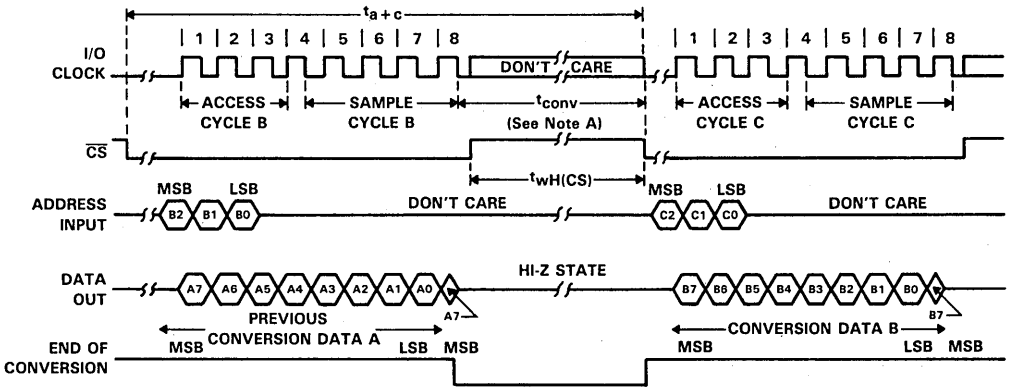 ta+c
I/O CLOCK
1 2 3 4 5 6 7 8
DON'T CARE
1 2 3 4 5 6 7 8
ACCESS CYCLE B
SAMPLE CYCLE B
tconv
(See Note A)
ACCESS CYCLE C
SAMPLE CYCLE C
CS
twH(CS)
MSB LSB
MSB LSB
ADDRESS INPUT
B2 B1 B0
DON'T CARE
C2 C1 C0
DON'T CARE
DATA OUT
A7 A6 A5 A4 A3 A2 A1 A0
A7
HI-Z STATE
B7 B6 B5 B4 B3 B2 B1 B0
B7
PREVIOUS
CONVERSION DATA A
CONVERSION DATA B
END OF CONVERSION
MSB LSB MSB
MSB LSB MSB